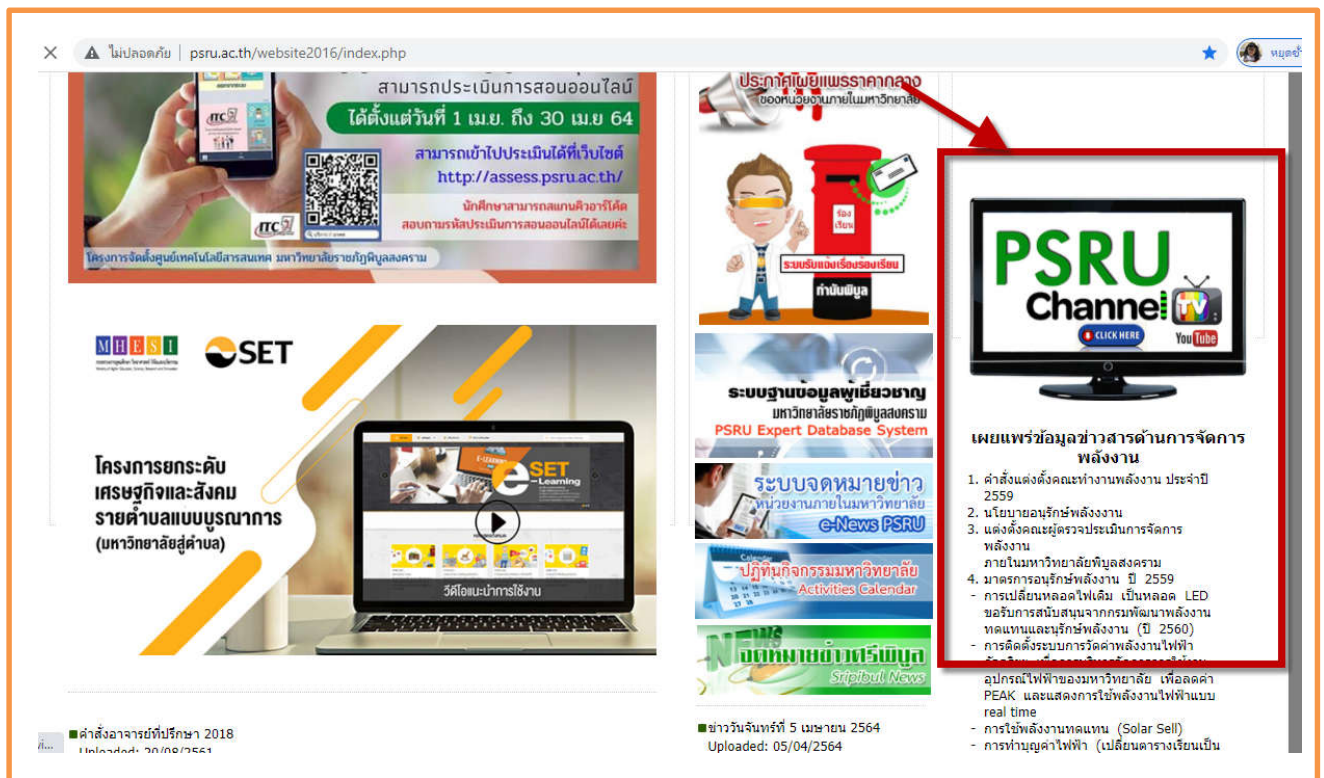 ไม่ปลอดภัย | psru.ac.th/website2016/index.php
สามารถประเมินการสอนออนไลน์
ได้ตั้งแต่วันที่ 1 เม.ย. ถึง 30 เม.ย 64
สามารถเข้าไปประเมินได้ที่เว็บไซต์
http://assess.psru.ac.th/
นักศึกษาสามารถสแกนคิวอาร์โค้ด
สอบถามรหัสประเมินการสอนออนไลน์ได้เลยค่ะ
ITC
ITC
โครงการจัดตั้งศูนย์เทคโนโลยีสารสนเทศ มหาวิทยาลัยราชภัฏพิบูลสงคราม
MHESI
SET
โครงการยกระดับ
เศรษฐกิจและสังคม
รายตำบลแบบบูรณาการ
(มหาวิทยาลัยสู่ตำบล)
E-LEARNING
e SET
-Learning
วิดีโอแนะนำการใช้งาน
■คำสั่งอาจารย์ที่ปรึกษา 2018
Uploaded: 20/08/2561
ของหน่วยงานภายในมหาวิทยาลัย
ร้อง
เรียน
ระบบรับแจ้งเรื่องร้องเรียน
ทำนันพิบูล
ระบบฐานข้อมูลผู้เชี่ยวชาญ
มหาวิทยาลัยราชภัฏพิบูลสงคราม
PSRU Expert Database System
ระบบจดหมายข่าว
หน่วยงานภายในมหาวิทยาลัย
e-News PSRU
Calendar
ปฏิทินกิจกรรมมหาวิทยาลัย
Activities Calendar
NEWS
จดหมายข่าวศรีพิบูล
Sripibul News
■ข่าววันจันทร์ที่ 5 เมษายน 2564
Uploaded: 05/04/2564
PSRU
Channel TV
CLICK HERE
You Tube
เผยแพร่ข้อมูลข่าวสารด้านการจัดการ
พลังงาน
1. คำสั่งแต่งตั้งคณะทำงานพลังงาน ประจำปี
2559
2. นโยบายอนุรักษ์พลังงงาน
3. แต่งตั้งคณะผู้ตรวจประเมินการจัดการ
พลังงาน
ภายในมหาวิทยาลัยพิบูลสงคราม
4. มาตรการอนุรักษ์พลังงาน ปี 2559
- การเปลี่ยนหลอดไฟเดิม เป็นหลอด LED
ขอรับการสนับสนุนจากกรมพัฒนาพลังงาน
ทดแทนและนุรักษ์พลังงาน (ปี 2560)
- การติดตั้งระบบการวัดค่าพลังงานไฟฟ้า
อุปกรณ์ไฟฟ้าของมหาวิทยาลัย เพื่อลดค่า
PEAK และแสดงการใช้พลังงานไฟฟ้าแบบ
real time
- การใช้พลังงานทดแทน (Solar Sell)
- การทำบุญค่าไฟฟ้า (เปลี่ยนตารางเรียนเป็น